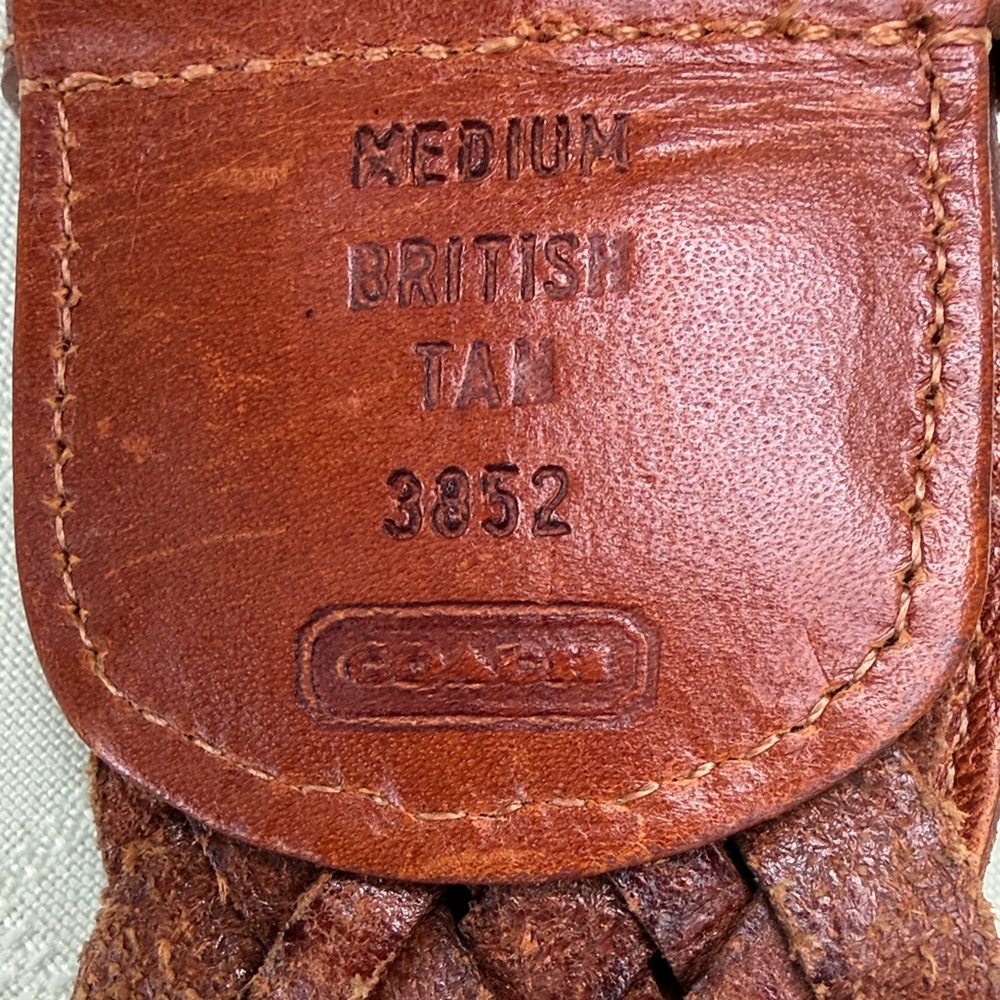 MEDIUM
BRITISH
TAN
3852
COACH